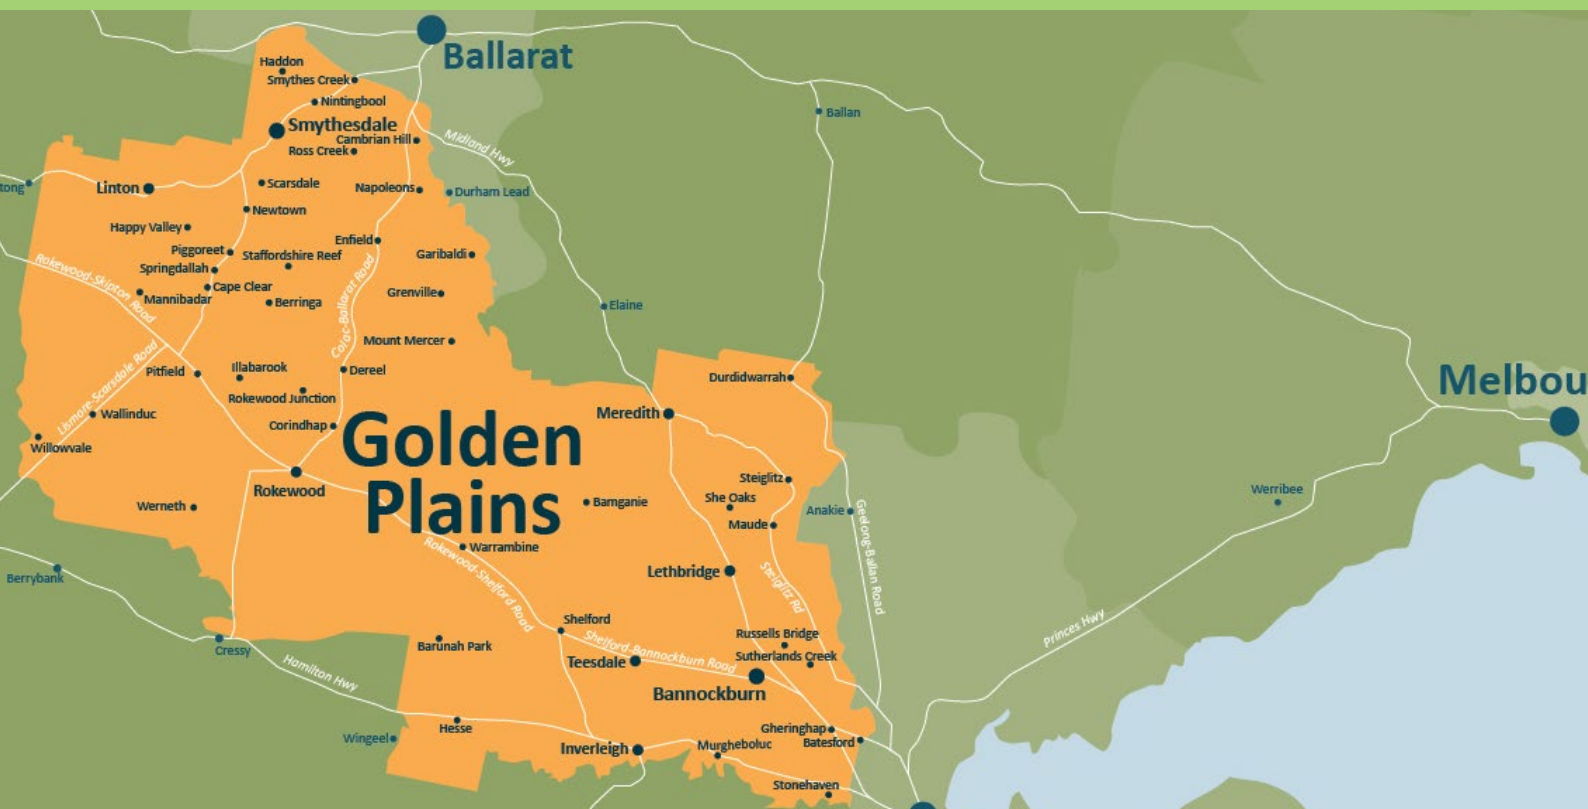 Ballarat
Haddon
Smythes Creek
Nintingbool
Smythesdale
Cambrian Hill
Ross Creek
Midland Hwy
Ballan
tong
Linton
Scarsdale
Napoleons
Durham Lead
Newtown
Happy Valley
Enfield
Piggoreet
Staffordshire Reef
Garibaldi
Springdallah
Rokewood-Skipton Road
Cape Clear
Mannibadar
Berringa
Grenville
Elaine
Colac-Ballarat Road
Mount Mercer
Lismore-Scarsdale Road
Pitfield
Illabarook
Dereel
Durdidwarrah
Melbou
Rokewood Junction
Wallinduc
Corindhap
Golden
Plains
Meredith
Willowvale
Rokewood
Steiglitz
Werribee
Werneth
Bamganie
She Oaks
Anakie
Maude
Geelong-Ballan Road
Warrambine
Rokewood-Shelford Road
Lethbridge
Steiglitz Rd
Berrybank
Shelford
Shelford-Bannockburn Road
Russells Bridge
Princes Hwy
Barunah Park
Cressy
Teesdale
Sutherlands Creek
Hamilton Hwy
Bannockburn
Hesse
Gheringhap
Wingeel
Inverleigh
Murgheboluc
Batesford
Stonehaven